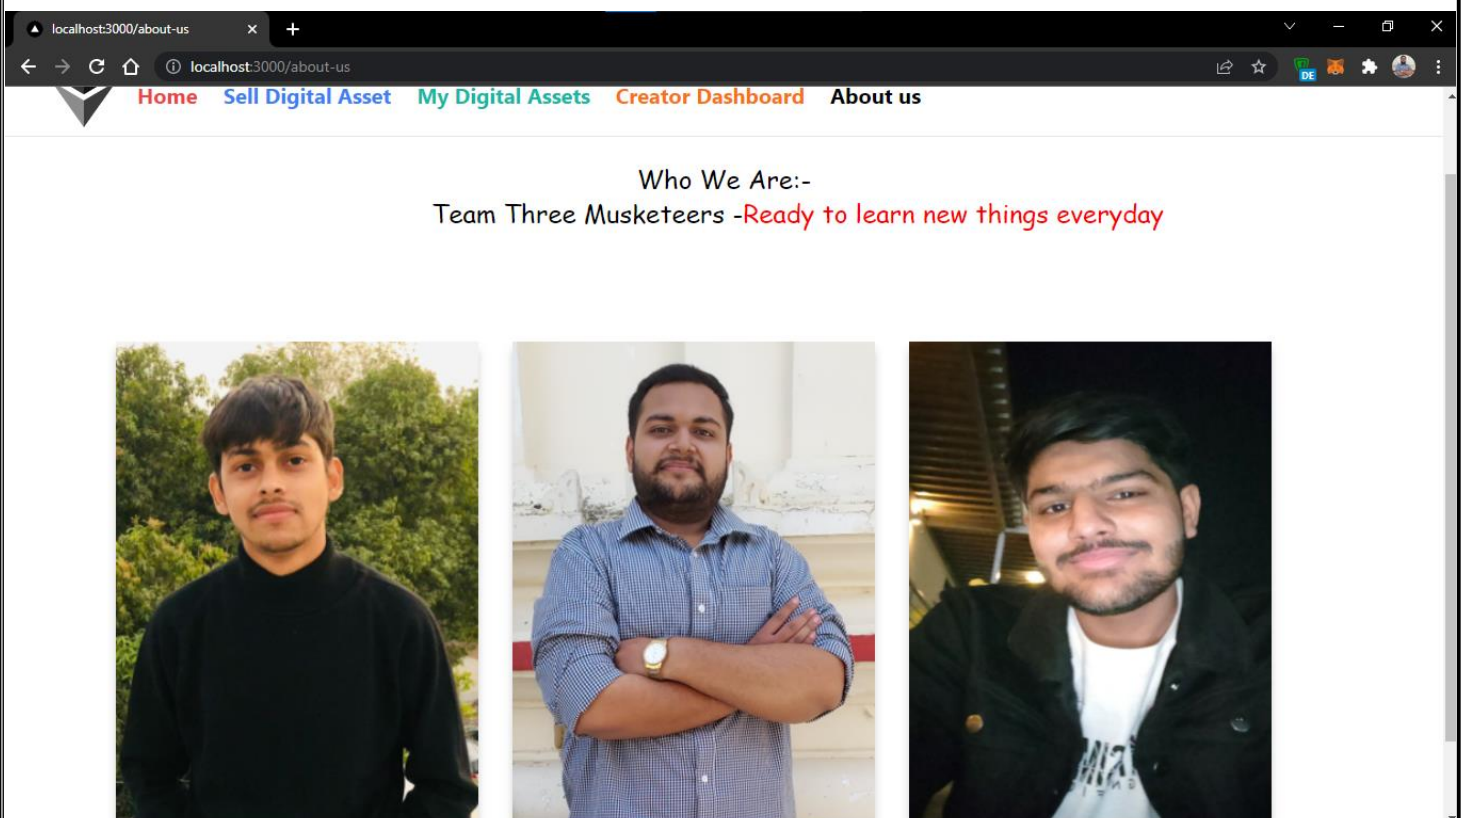 localhost:3000/about-us
localhost:3000/about-us
DE
Home Sell Digital Asset My Digital Assets Creator Dashboard About us
Who We Are:-
Team Three Musketeers -Ready to learn new things everyday